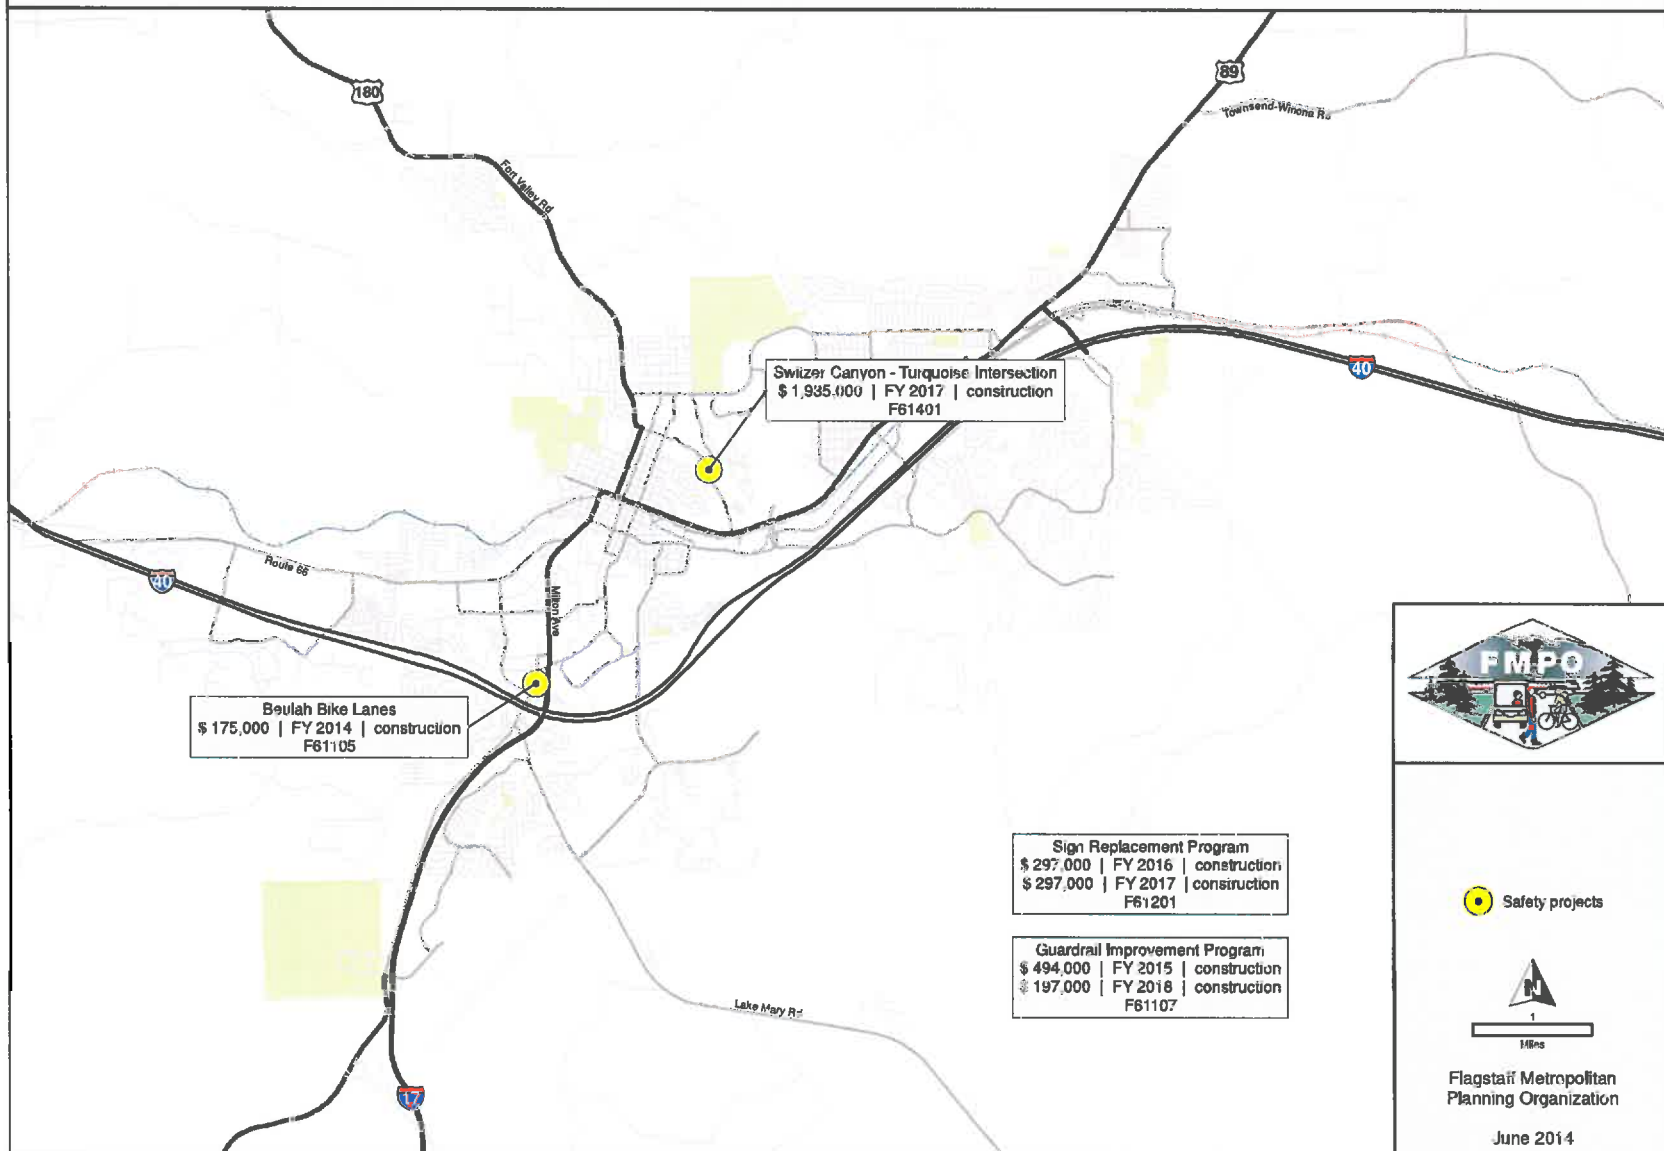 180
89
Townsend-Winona Rd
Fort Valley Rd
Switzer Canyon - Turquoise Intersection
$ 1,935,000 | FY 2017 | construction
F61401
40
Route 66
40
Milton Ave
Beulah Bike Lanes
$ 175,000 | FY 2014 | construction
F61105
FMPO
Sign Replacement Program
$ 297,000 | FY 2016 | construction
$ 297,000 | FY 2017 | construction
F61201
Safety projects
Guardrail Improvement Program
$ 494,000 | FY 2015 | construction
$ 197,000 | FY 2018 | construction
F61107
N
1
Miles
Lake Mary Rd
17
Flagstaff Metropolitan
Planning Organization
June 2014